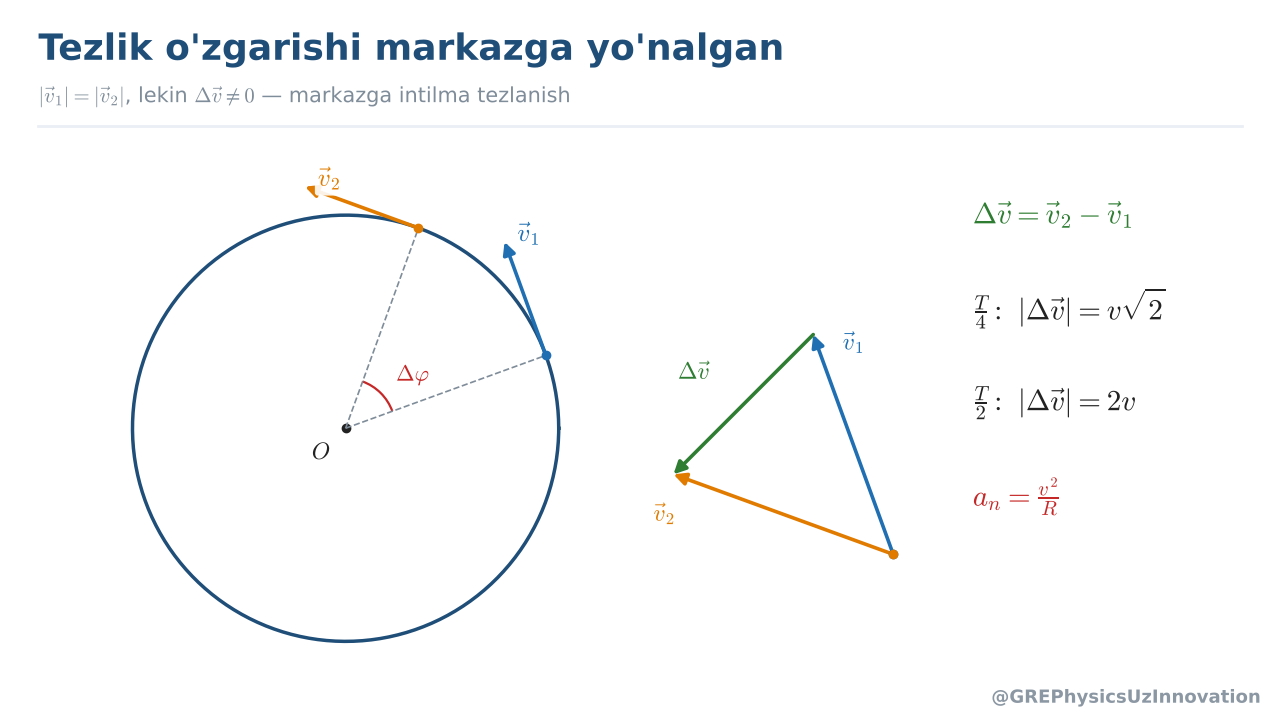 Tezlik o'zgarishi markazga yo'nalgan
|v⃗₁| = |v⃗₂|, lekin Δv⃗ ≠ 0 — markazga intilma tezlanish
v⃗₂
v⃗₁
Δφ
O
Δv⃗
v⃗₁
v⃗₂
Δv⃗ = v⃗₂ − v⃗₁
T/4 : |Δv⃗| = v√2
T/2 : |Δv⃗| = 2v
aₙ = v²/R
@GREPhysicsUzInnovation